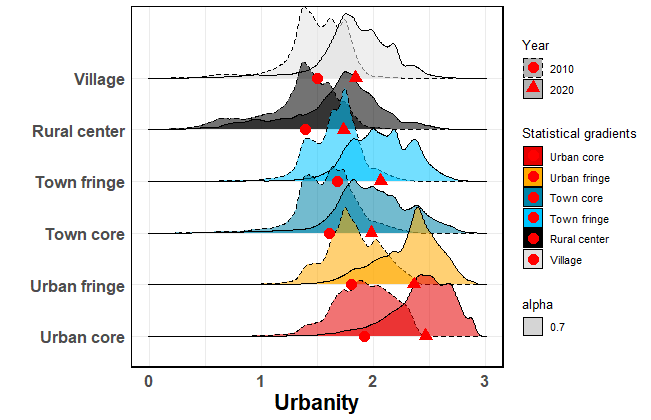 Village
Rural center
Town fringe
Town core
Urban fringe
Urban core
0 1 2 3
Urbanity
Year
2010
2020
Statistical gradients
Urban core
Urban fringe
Town core
Town fringe
Rural center
Village
alpha
0.7